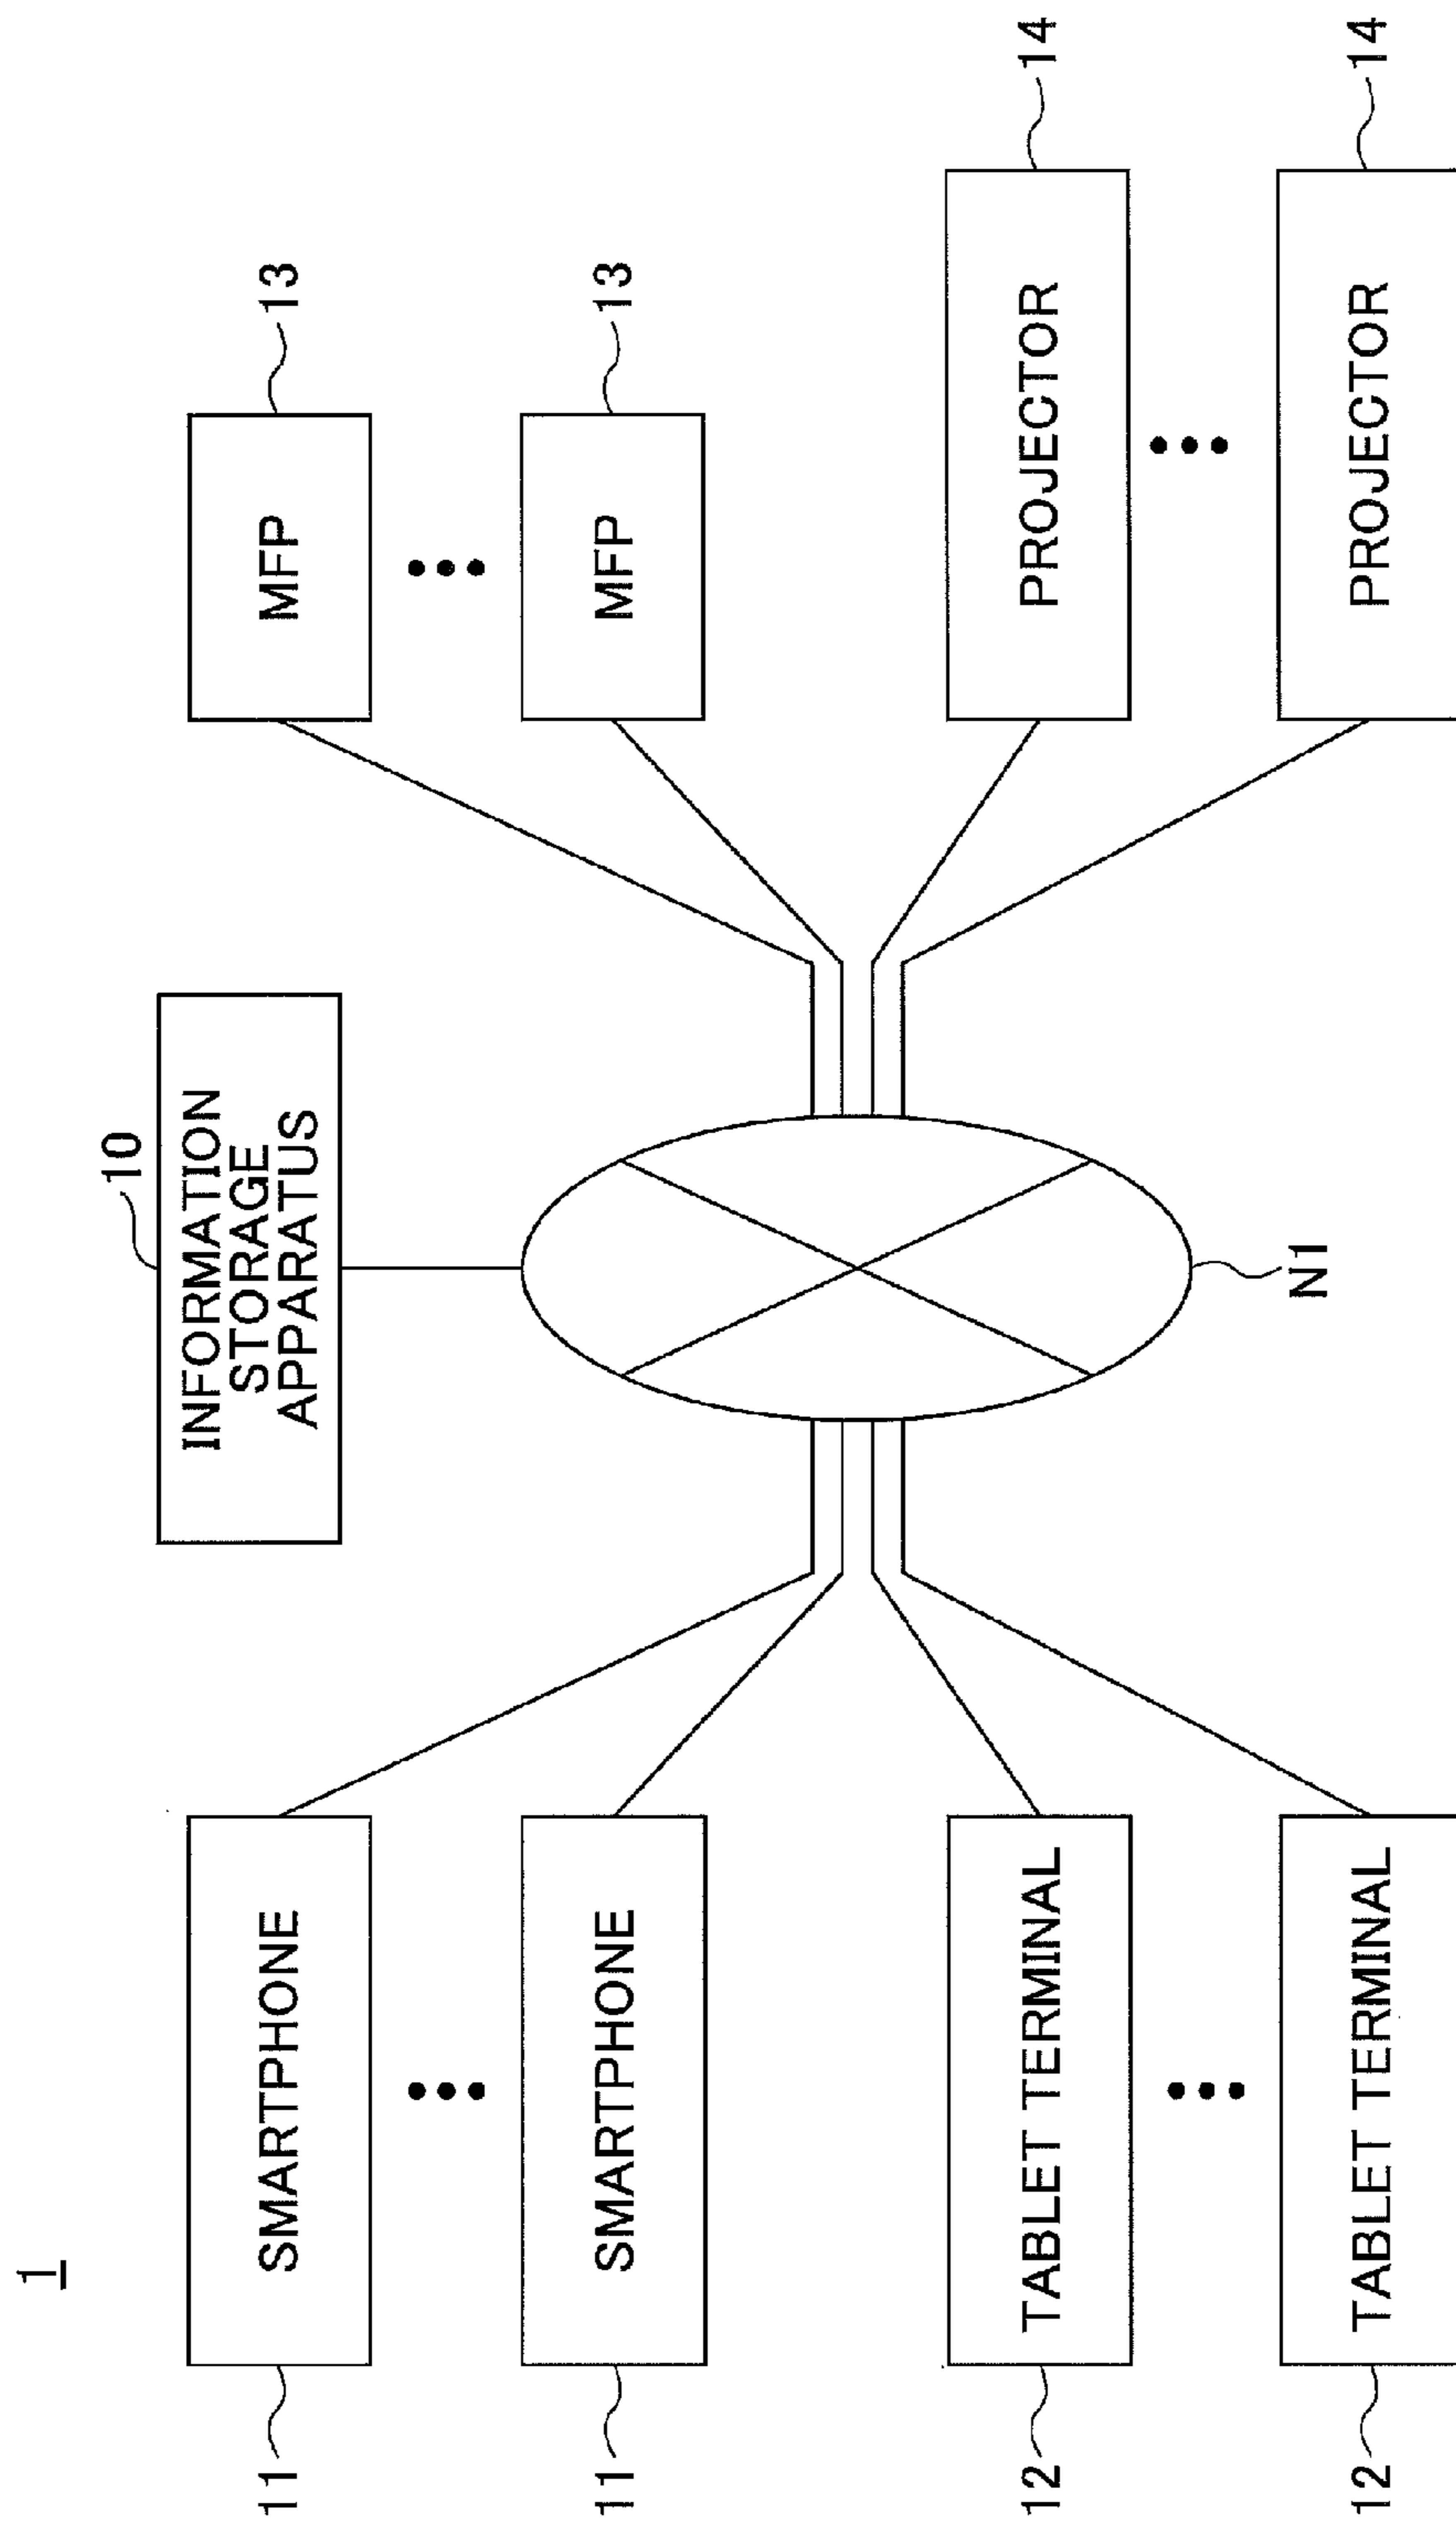 1
10
INFORMATION
STORAGE
APPARATUS
11
SMARTPHONE
MFP
13
11
SMARTPHONE
MFP
13
12
TABLET TERMINAL
PROJECTOR
14
12
TABLET TERMINAL
PROJECTOR
14
N1